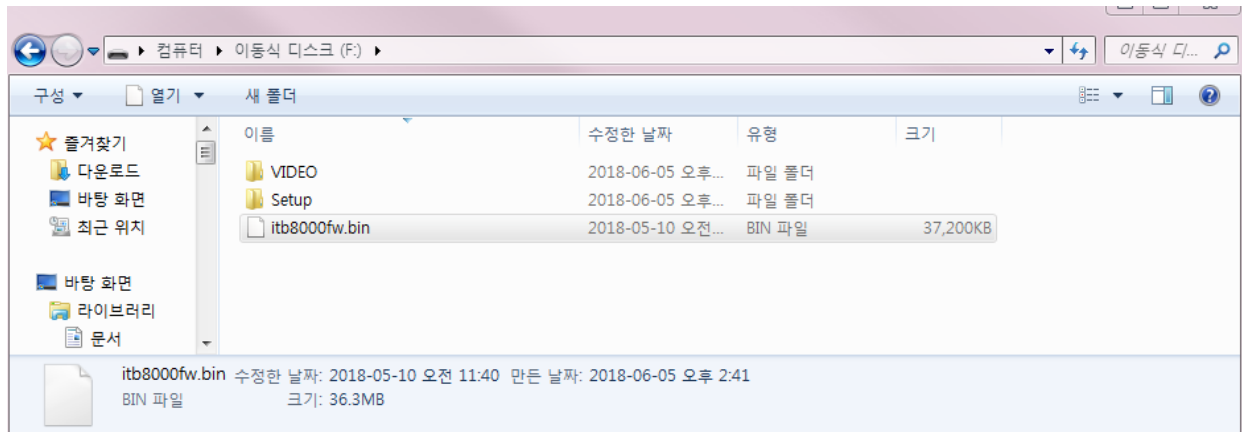 컴퓨터 이동식 디스크 (F:) 이동식 디...
구성 열기 새 폴더
이름 수정한 날짜 유형 크기
즐겨찾기
다운로드
바탕 화면
최근 위치
바탕 화면
라이브러리
문서
VIDEO 2018-06-05 오후... 파일 폴더
Setup 2018-06-05 오후... 파일 폴더
itb8000fw.bin 2018-05-10 오전... BIN 파일 37,200KB
itb8000fw.bin 수정한 날짜: 2018-05-10 오전 11:40 만든 날짜: 2018-06-05 오후 2:41
BIN 파일 크기: 36.3MB